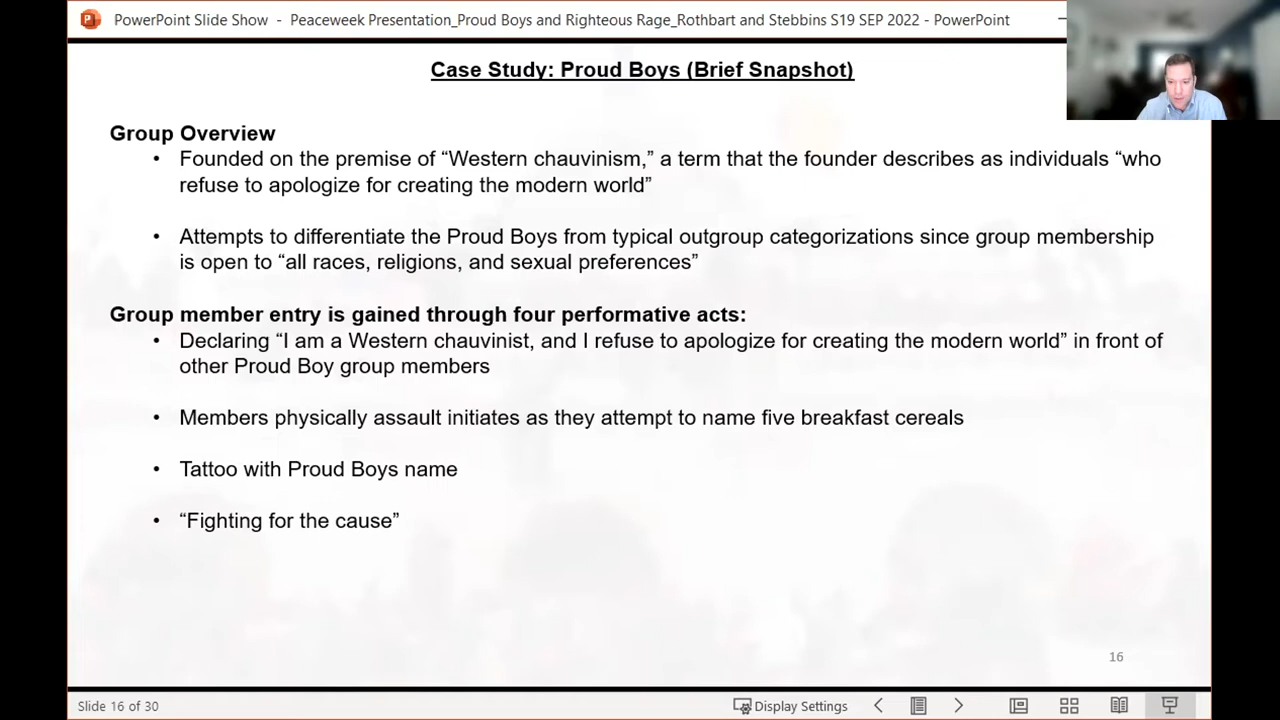 PowerPoint Slide Show - Peaceweek Presentation_Proud Boys and Righteous Rage_Rothbart and Stebbins S19 SEP 2022 - PowerPoint
Case Study: Proud Boys (Brief Snapshot)
Group Overview
• Founded on the premise of “Western chauvinism,” a term that the founder describes as individuals “who
refuse to apologize for creating the modern world”
• Attempts to differentiate the Proud Boys from typical outgroup categorizations since group membership
is open to “all races, religions, and sexual preferences”
Group member entry is gained through four performative acts:
• Declaring “I am a Western chauvinist, and I refuse to apologize for creating the modern world” in front of
other Proud Boy group members
• Members physically assault initiates as they attempt to name five breakfast cereals
• Tattoo with Proud Boys name
• “Fighting for the cause”
16
Slide 16 of 30
Display Settings